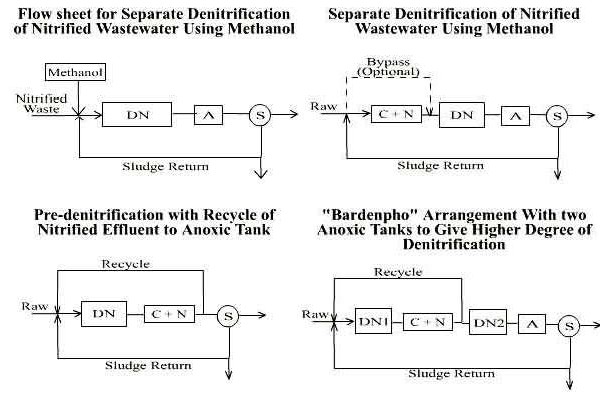 Flow sheet for Separate Denitrification
of Nitrified Wastewater Using Methanol
Methanol
Nitrified
Waste
DN
A
S
Sludge Return
Separate Denitrification of Nitrified
Wastewater Using Methanol
Bypass
(Optional)
Raw
C + N
DN
A
S
Sludge Return
Pre-denitrification with Recycle of
Nitrified Effluent to Anoxic Tank
Recycle
Raw
DN
C + N
S
Sludge Return
"Bardenpho" Arrangement With two
Anoxic Tanks to Give Higher Degree of
Denitrification
Recycle
Raw
DN1
C + N
DN2
A
S
Sludge Return